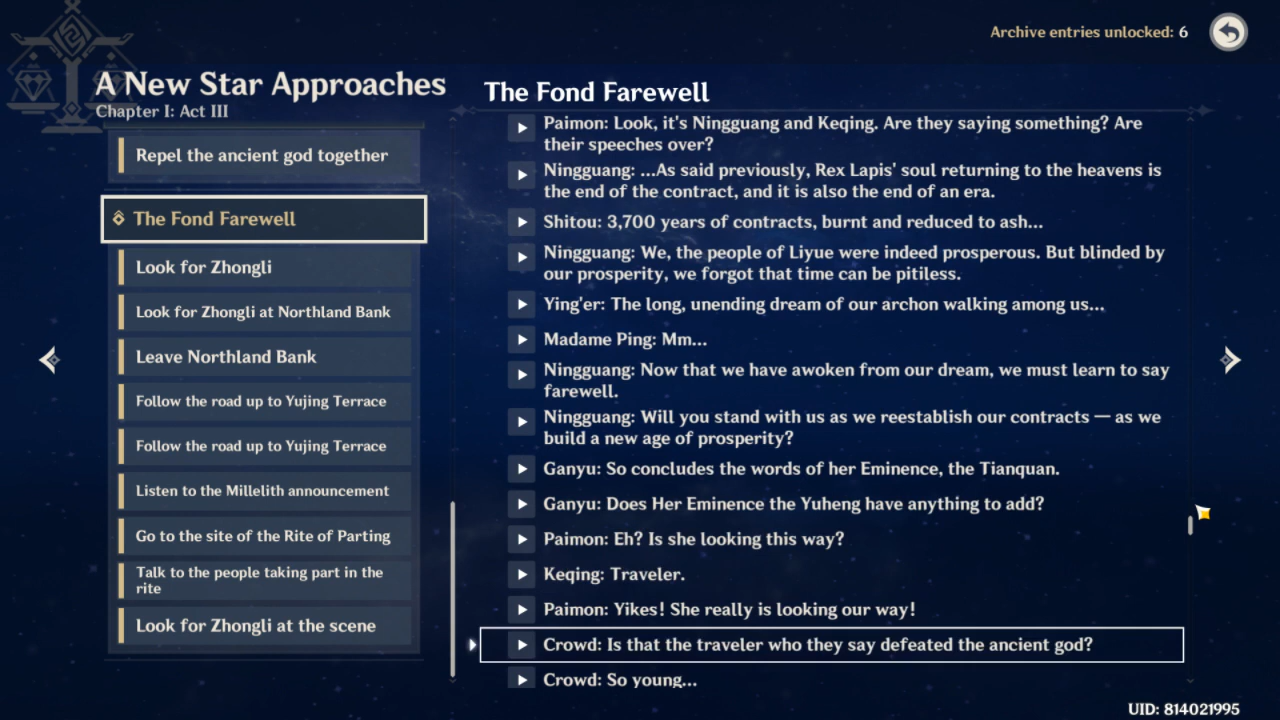 Archive entries unlocked: 6
A New Star Approaches
Chapter I: Act III
Repel the ancient god together
The Fond Farewell
Look for Zhongli
Look for Zhongli at Northland Bank
Leave Northland Bank
Follow the road up to Yujing Terrace
Follow the road up to Yujing Terrace
Listen to the Millelith announcement
Go to the site of the Rite of Parting
Talk to the people taking part in the
rite
Look for Zhongli at the scene
The Fond Farewell
Paimon: Look, it's Ningguang and Keqing. Are they saying something? Are
their speeches over?
Ningguang: ...As said previously, Rex Lapis' soul returning to the heavens is
the end of the contract, and it is also the end of an era.
Shitou: 3,700 years of contracts, burnt and reduced to ash...
Ningguang: We, the people of Liyue were indeed prosperous. But blinded by
our prosperity, we forgot that time can be pitiless.
Ying'er: The long, unending dream of our archon walking among us...
Madame Ping: Mm...
Ningguang: Now that we have awoken from our dream, we must learn to say
farewell.
Ningguang: Will you stand with us as we reestablish our contracts — as we
build a new age of prosperity?
Ganyu: So concludes the words of her Eminence, the Tianquan.
Ganyu: Does Her Eminence the Yuheng have anything to add?
Paimon: Eh? Is she looking this way?
Keqing: Traveler.
Paimon: Yikes! She really is looking our way!
Crowd: Is that the traveler who they say defeated the ancient god?
Crowd: So young...
UID: 814021995